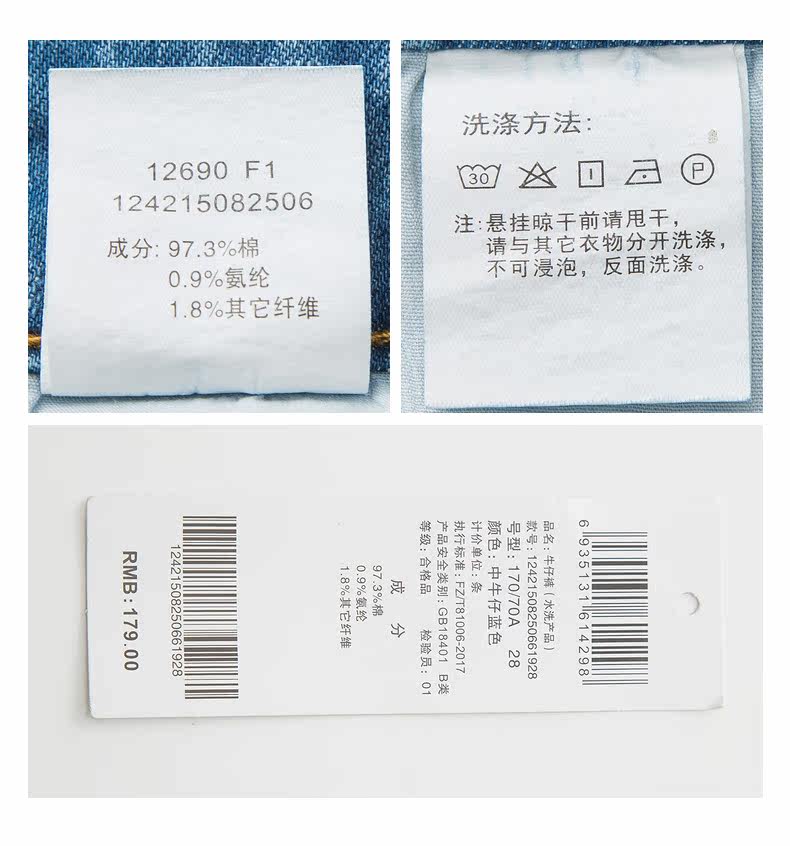 12690 F1
124215082506
成分: 97.3%棉
0.9%氨纶
1.8%其它纤维
洗涤方法:
30
P
注:悬挂晾干前请甩干，
请与其它衣物分开洗涤，
不可浸泡，反面洗涤。
6 935131 614298
品名: 牛仔裤 (水洗产品)
款号: 12421508250661928
号型: 170/70A 28
颜色: 中牛仔蓝色
计价单位: 条
执行标准: FZ/T81006-2017
产品安全类别: GB18401 B类
等级: 合格品 检验员: 01
成 分
97.3%棉
0.9%氨纶
1.8%其它纤维
12421508250661928
RMB: 179.00